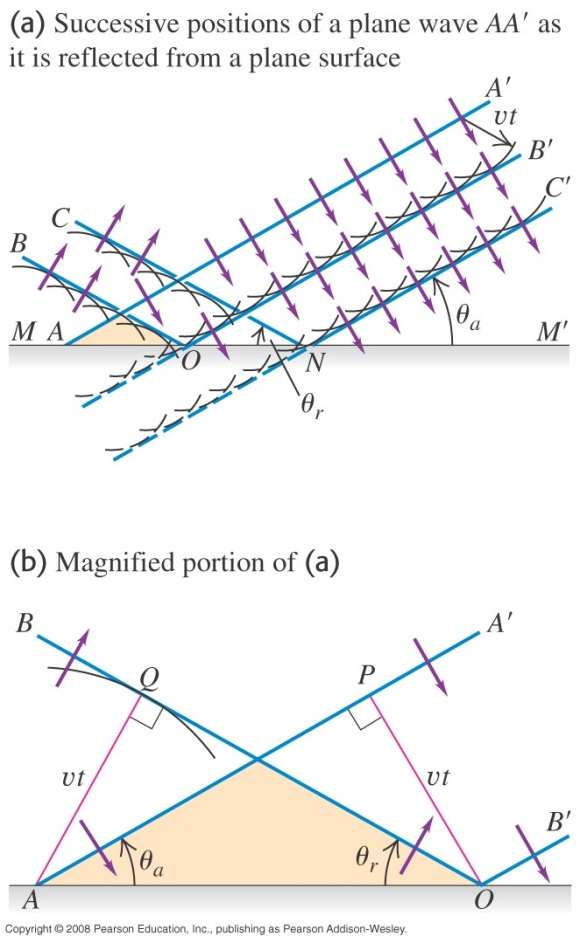 (a) Successive positions of a plane wave AA′ as
it is reflected from a plane surface
A′
vt
B′
C′
C
B
θa
M A
M′
O
N
θr
(b) Magnified portion of (a)
B
A′
Q
P
vt
vt
B′
θa
θr
A
O
Copyright © 2008 Pearson Education, Inc., publishing as Pearson Addison-Wesley.